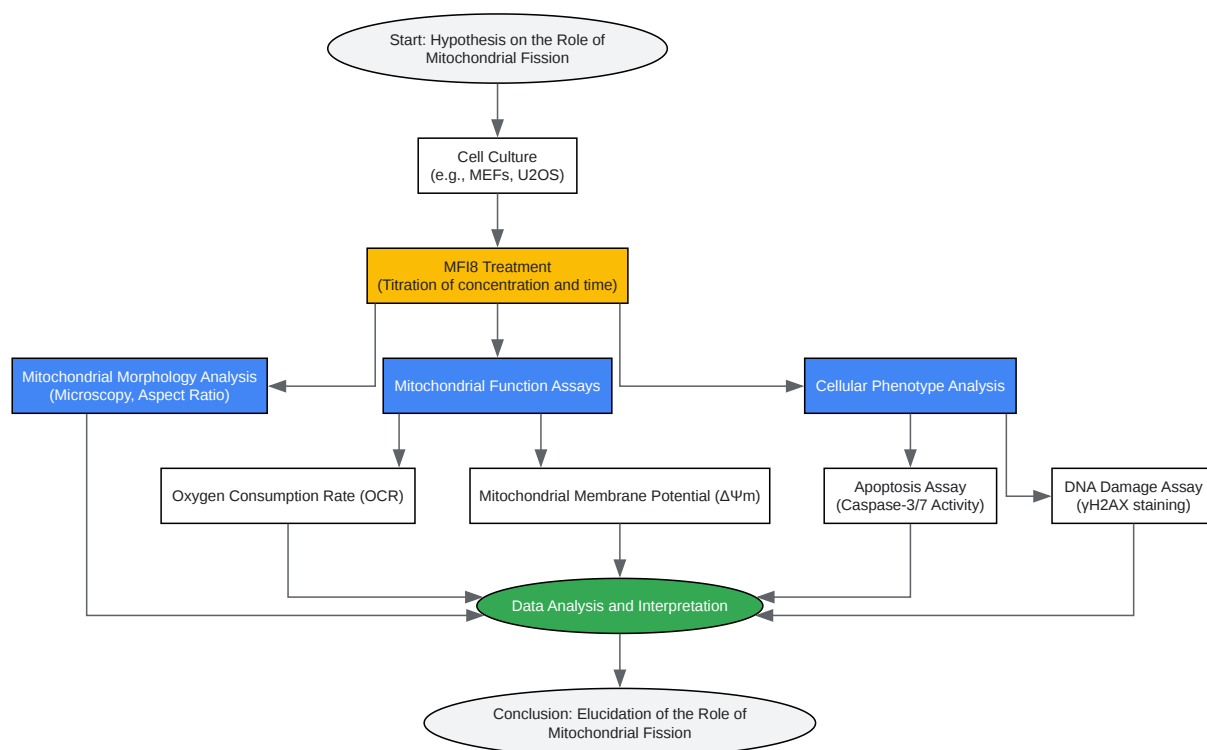 Start: Hypothesis on the Role of
Mitochondrial Fission
Cell Culture
(e.g., MEFs, U2OS)
MFI8 Treatment
(Titration of concentration and time)
Mitochondrial Morphology Analysis
(Microscopy, Aspect Ratio)
Mitochondrial Function Assays
Cellular Phenotype Analysis
Oxygen Consumption Rate (OCR)
Mitochondrial Membrane Potential (ΔΨm)
Apoptosis Assay
(Caspase-3/7 Activity)
DNA Damage Assay
(γH2AX staining)
Data Analysis and Interpretation
Conclusion: Elucidation of the Role of
Mitochondrial Fission